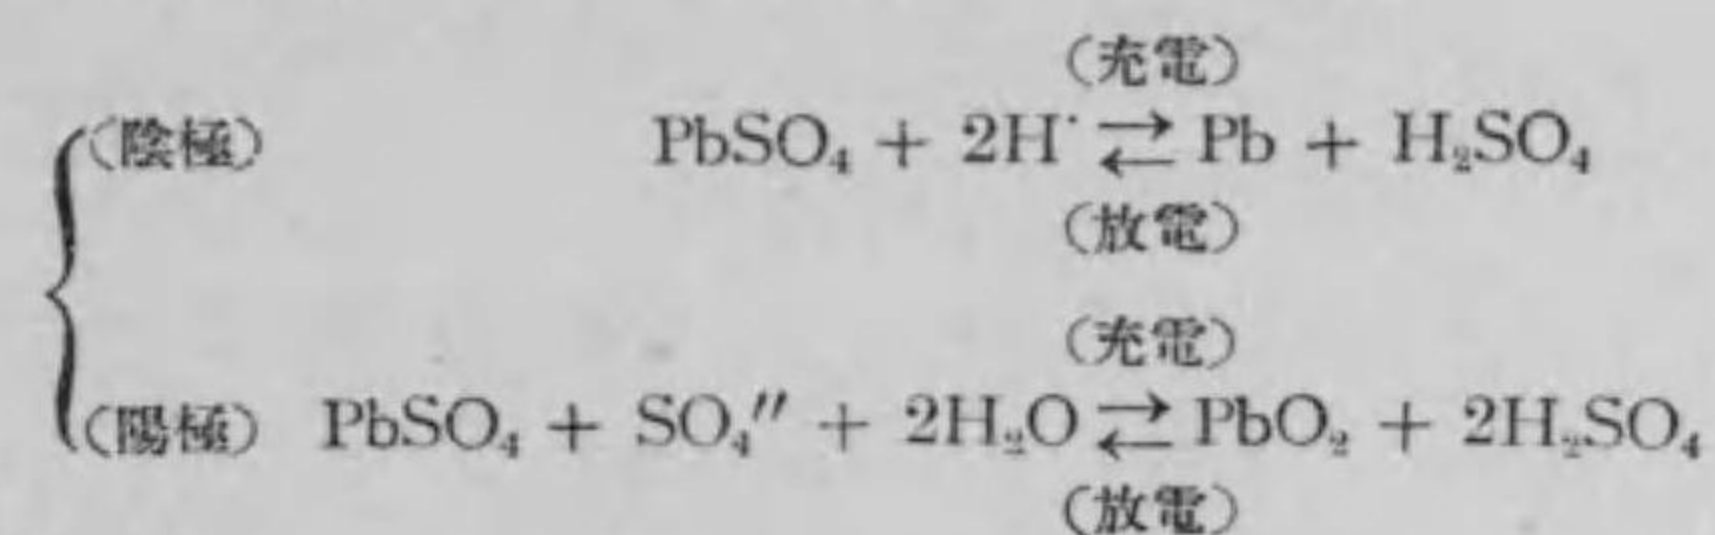 (充電)
(陰極) PbSO₄ + 2H˙ ⇄ Pb + H₂SO₄
(放電)
(充電)
(陽極) PbSO₄ + SO₄″ + 2H₂O ⇄ PbO₂ + 2H₂SO₄
(放電)